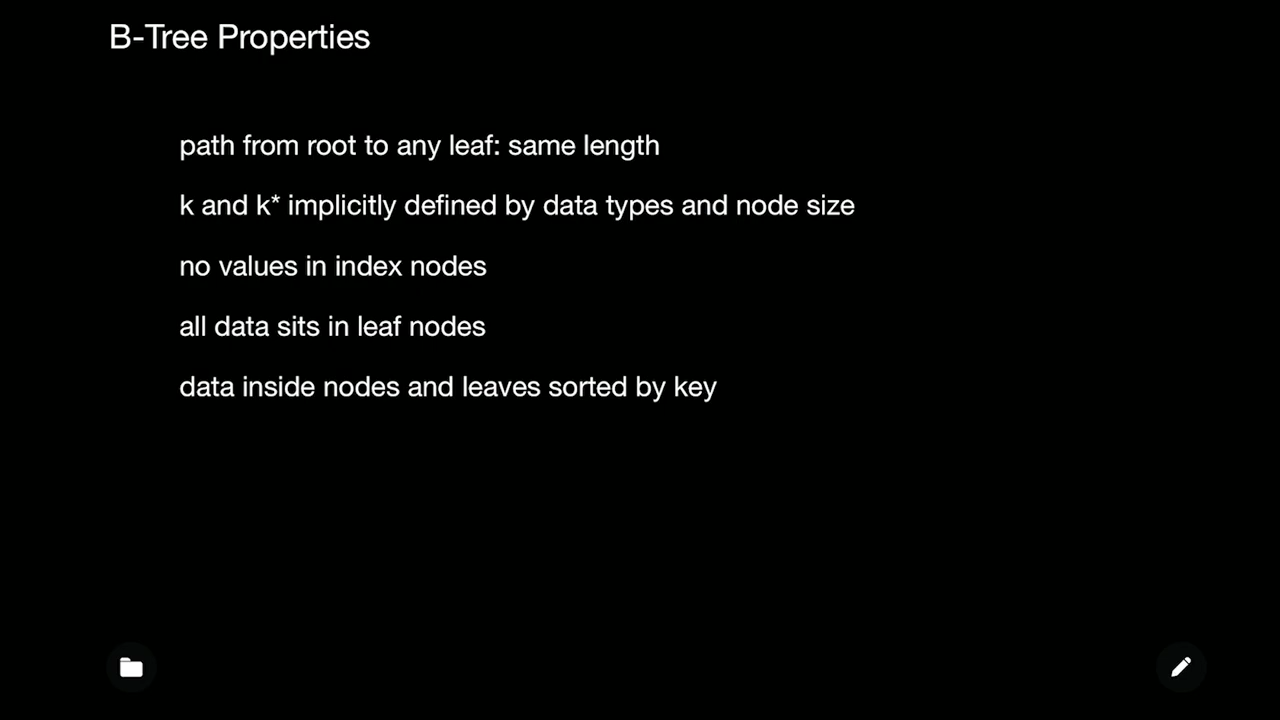 B-Tree Properties
path from root to any leaf: same length
k and k* implicitly defined by data types and node size
no values in index nodes
all data sits in leaf nodes
data inside nodes and leaves sorted by key